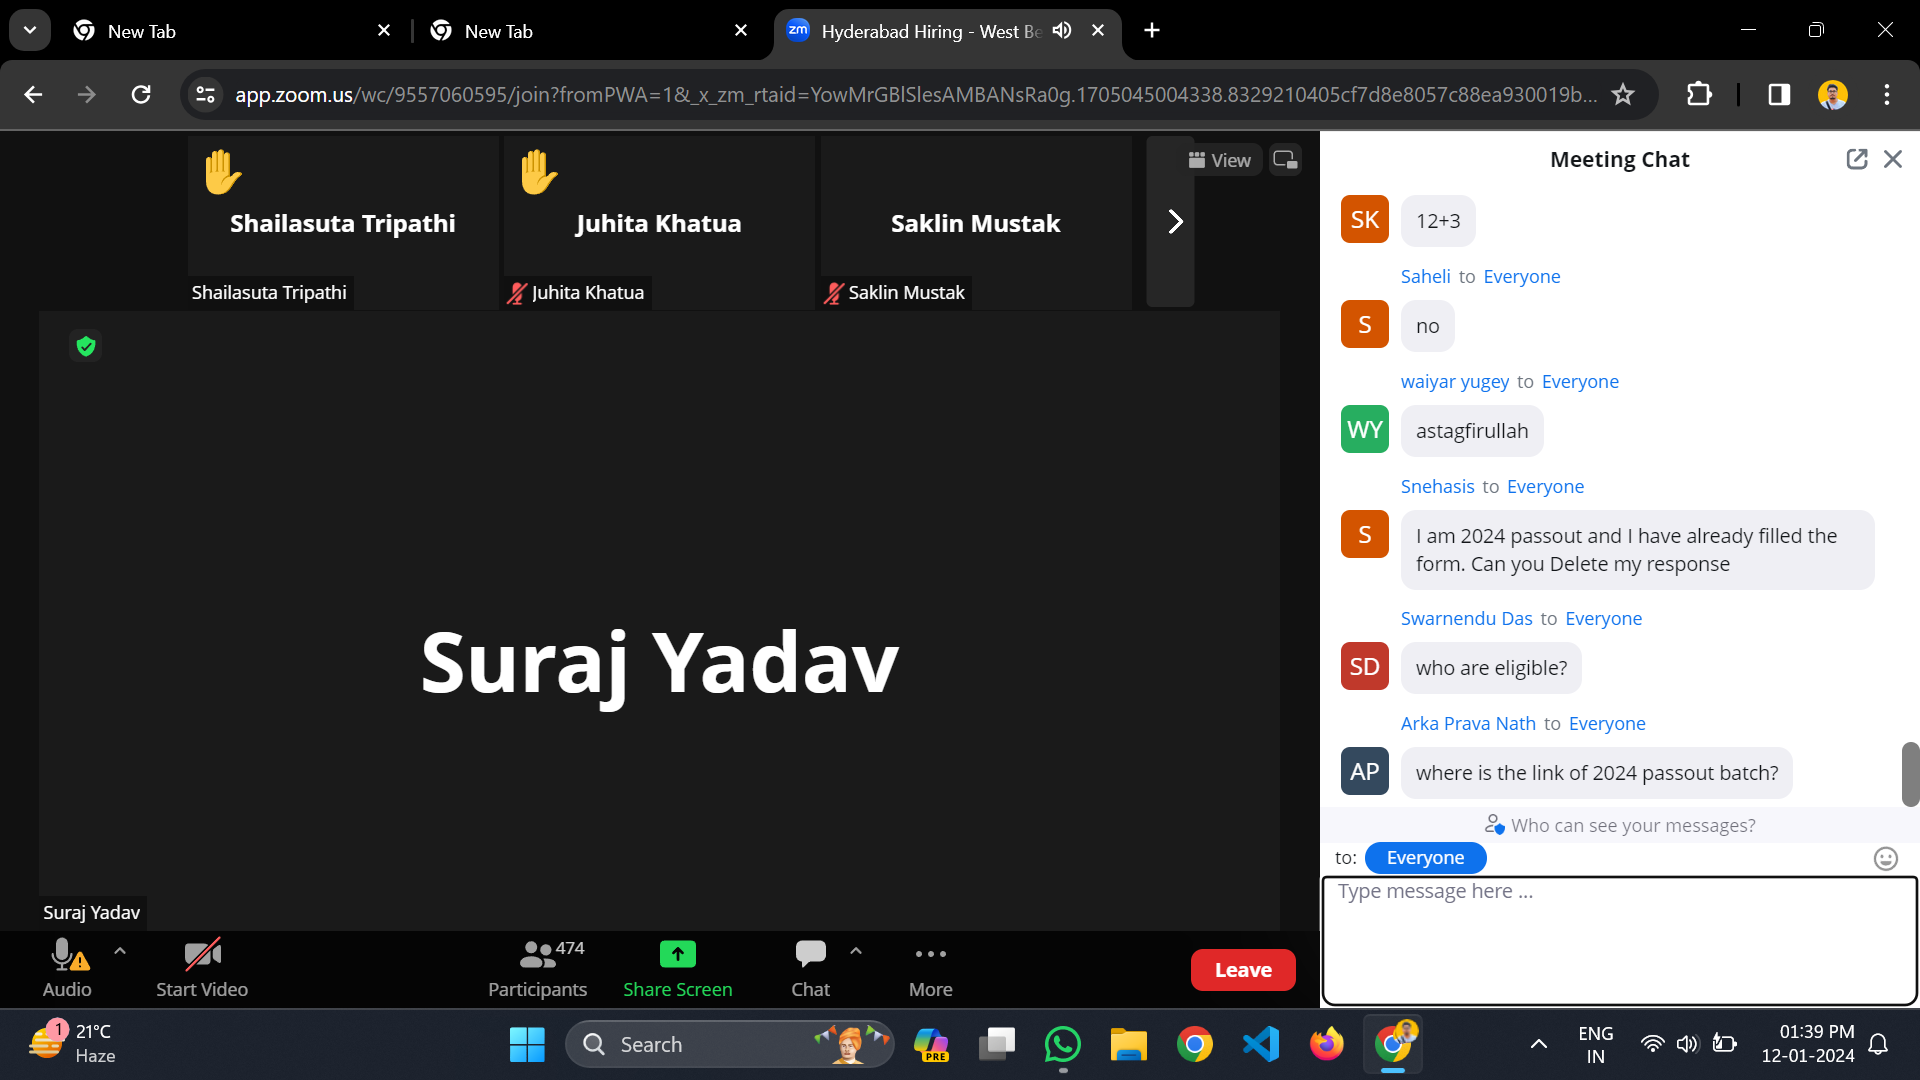 New Tab
New Tab
zm Hyderabad Hiring - West Be
app.zoom.us/wc/9557060595/join?fromPWA=1&_x_zm_rtaid=YowMrGBlSlesAMBANsRa0g.1705045004338.8329210405cf7d8e8057c88ea930019b...
Shailasuta Tripathi
Shailasuta Tripathi
Juhita Khatua
Juhita Khatua
Saklin Mustak
Saklin Mustak
View
Suraj Yadav
Suraj Yadav
Meeting Chat
SK
12+3
Saheli to Everyone
S
no
waiyar yugey to Everyone
WY
astagfirullah
Snehasis to Everyone
S
I am 2024 passout and I have already filled the
form. Can you Delete my response
Swarnendu Das to Everyone
SD
who are eligible?
Arka Prava Nath to Everyone
AP
where is the link of 2024 passout batch?
Who can see your messages?
to: Everyone
Type message here ...
Audio
Start Video
474
Participants
Share Screen
Chat
More
Leave
1
21°C
Haze
Search
PRE
ENG
IN
01:39 PM
12-01-2024